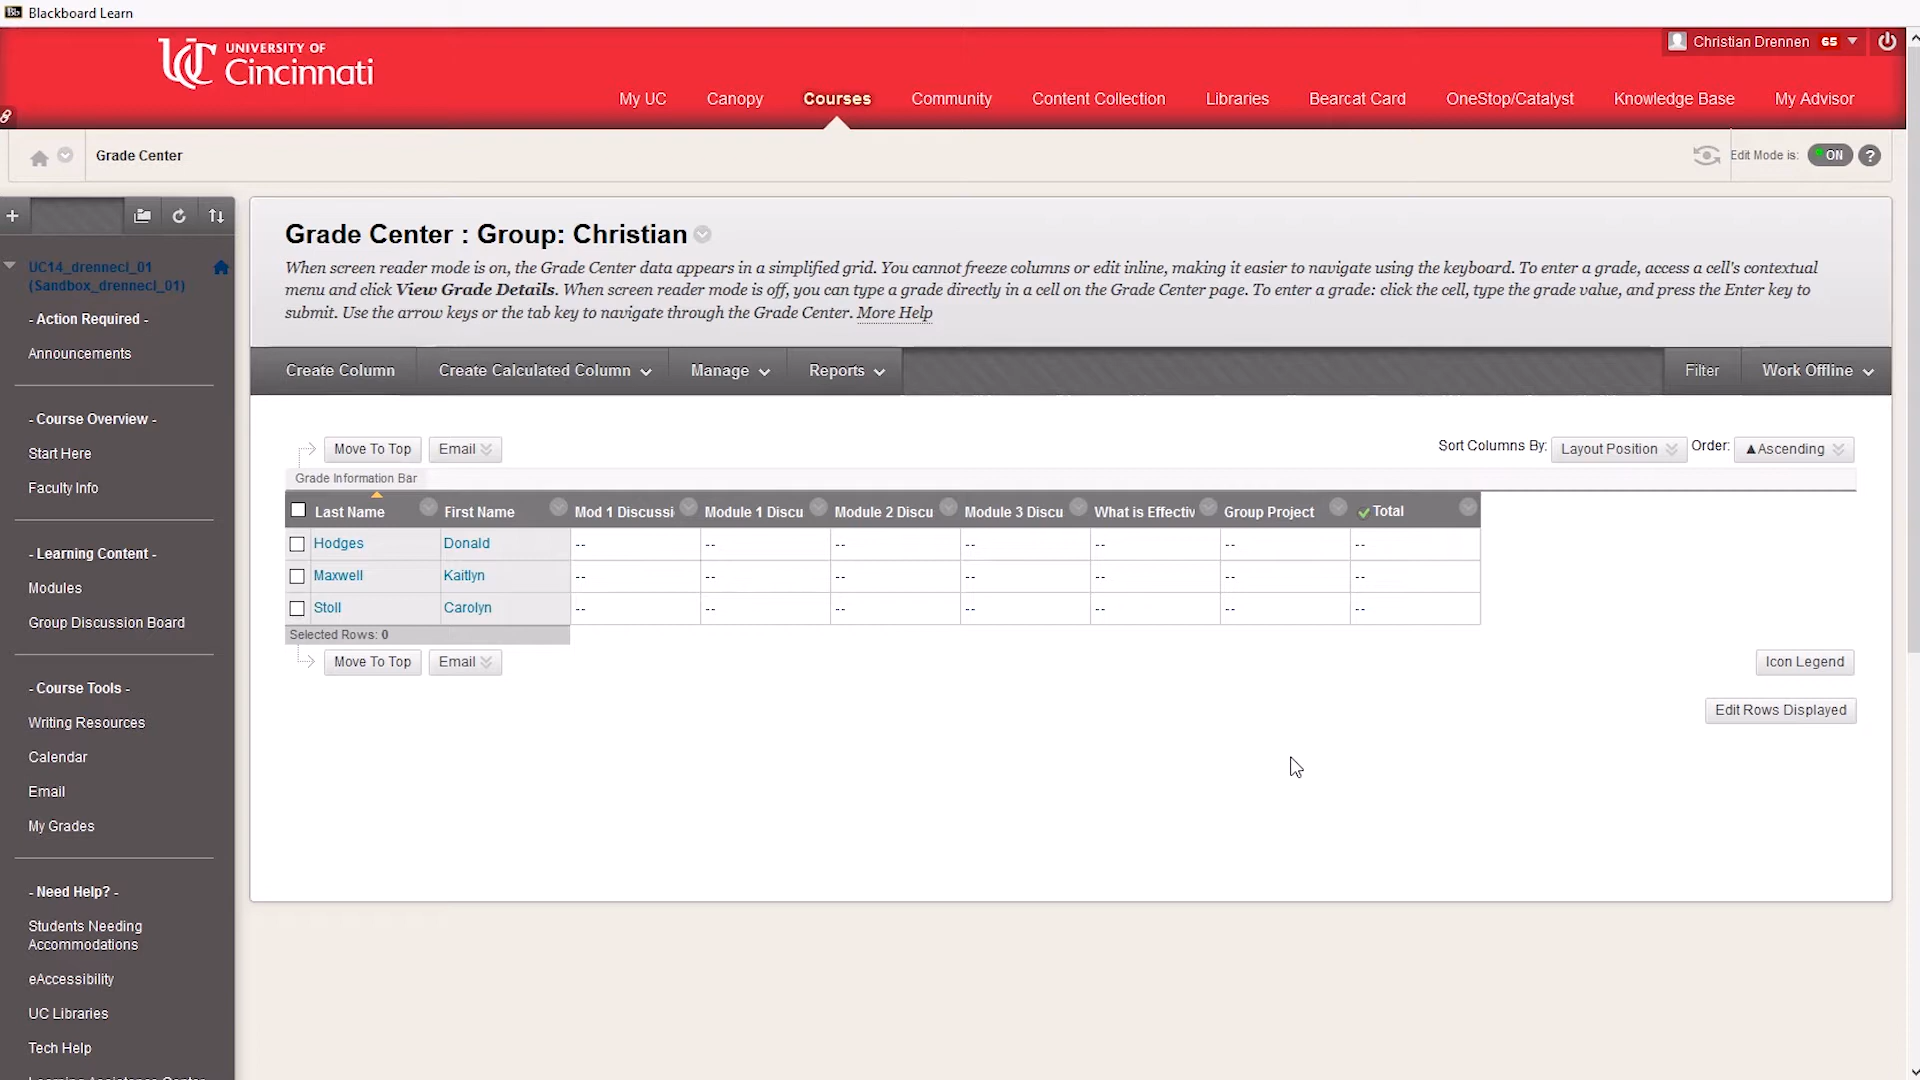 Blackboard Learn
UNIVERSITY OF
Cincinnati
Christian Drennen 65
My UC Canopy Courses Community Content Collection Libraries Bearcat Card OneStop/Catalyst Knowledge Base My Advisor
Grade Center
Edit Mode is: ON ?
UC14_drennecl_01
(Sandbox_drennecl_01)
- Action Required -
Announcements
- Course Overview -
Start Here
Faculty Info
- Learning Content -
Modules
Group Discussion Board
- Course Tools -
Writing Resources
Calendar
Email
My Grades
- Need Help? -
Students Needing
Accommodations
eAccessibility
UC Libraries
Tech Help
Grade Center : Group: Christian
When screen reader mode is on, the Grade Center data appears in a simplified grid. You cannot freeze columns or edit inline, making it easier to navigate using the keyboard. To enter a grade, access a cell's contextual
menu and click View Grade Details. When screen reader mode is off, you can type a grade directly in a cell on the Grade Center page. To enter a grade: click the cell, type the grade value, and press the Enter key to
submit. Use the arrow keys or the tab key to navigate through the Grade Center. More Help
Create Column Create Calculated Column Manage Reports Filter Work Offline
Move To Top Email Sort Columns By: Layout Position Order: ▲Ascending
Grade Information Bar
Last Name First Name Mod 1 Discussi Module 1 Discu Module 2 Discu Module 3 Discu What is Effectiv Group Project Total
Hodges Donald -- -- -- -- -- -- --
Maxwell Kaitlyn -- -- -- -- -- -- --
Stoll Carolyn -- -- -- -- -- -- --
Selected Rows: 0
Move To Top Email Icon Legend
Edit Rows Displayed